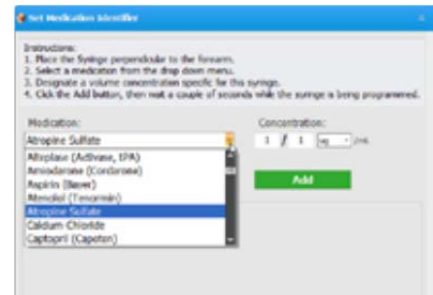 Set Medication Identifier
Instructions:
1. Place the Syringe perpendicular to the forearm.
2. Select a medication from the drop down menu.
3. Designate a volume concentration specific for this syringe.
4. Click the Add button, then wait a couple of seconds while the syringe is being programmed.
Medication: Concentration:
Atropine Sulfate 1 / 1
Alteplase (Activase, tPA)
Amiodarone (Cordarone)
Aspirin (Bayer) Add
Atenolol (Tenormin)
Atropine Sulfate
Calcium Chloride
Captopril (Capoten)